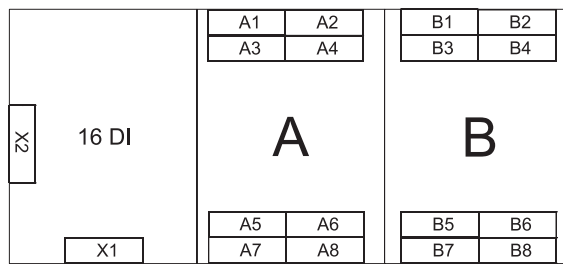 A1 A2 B1 B2
A3 A4 B3 B4
X2 16 DI A B
A5 A6 B5 B6
X1 A7 A8 B7 B8